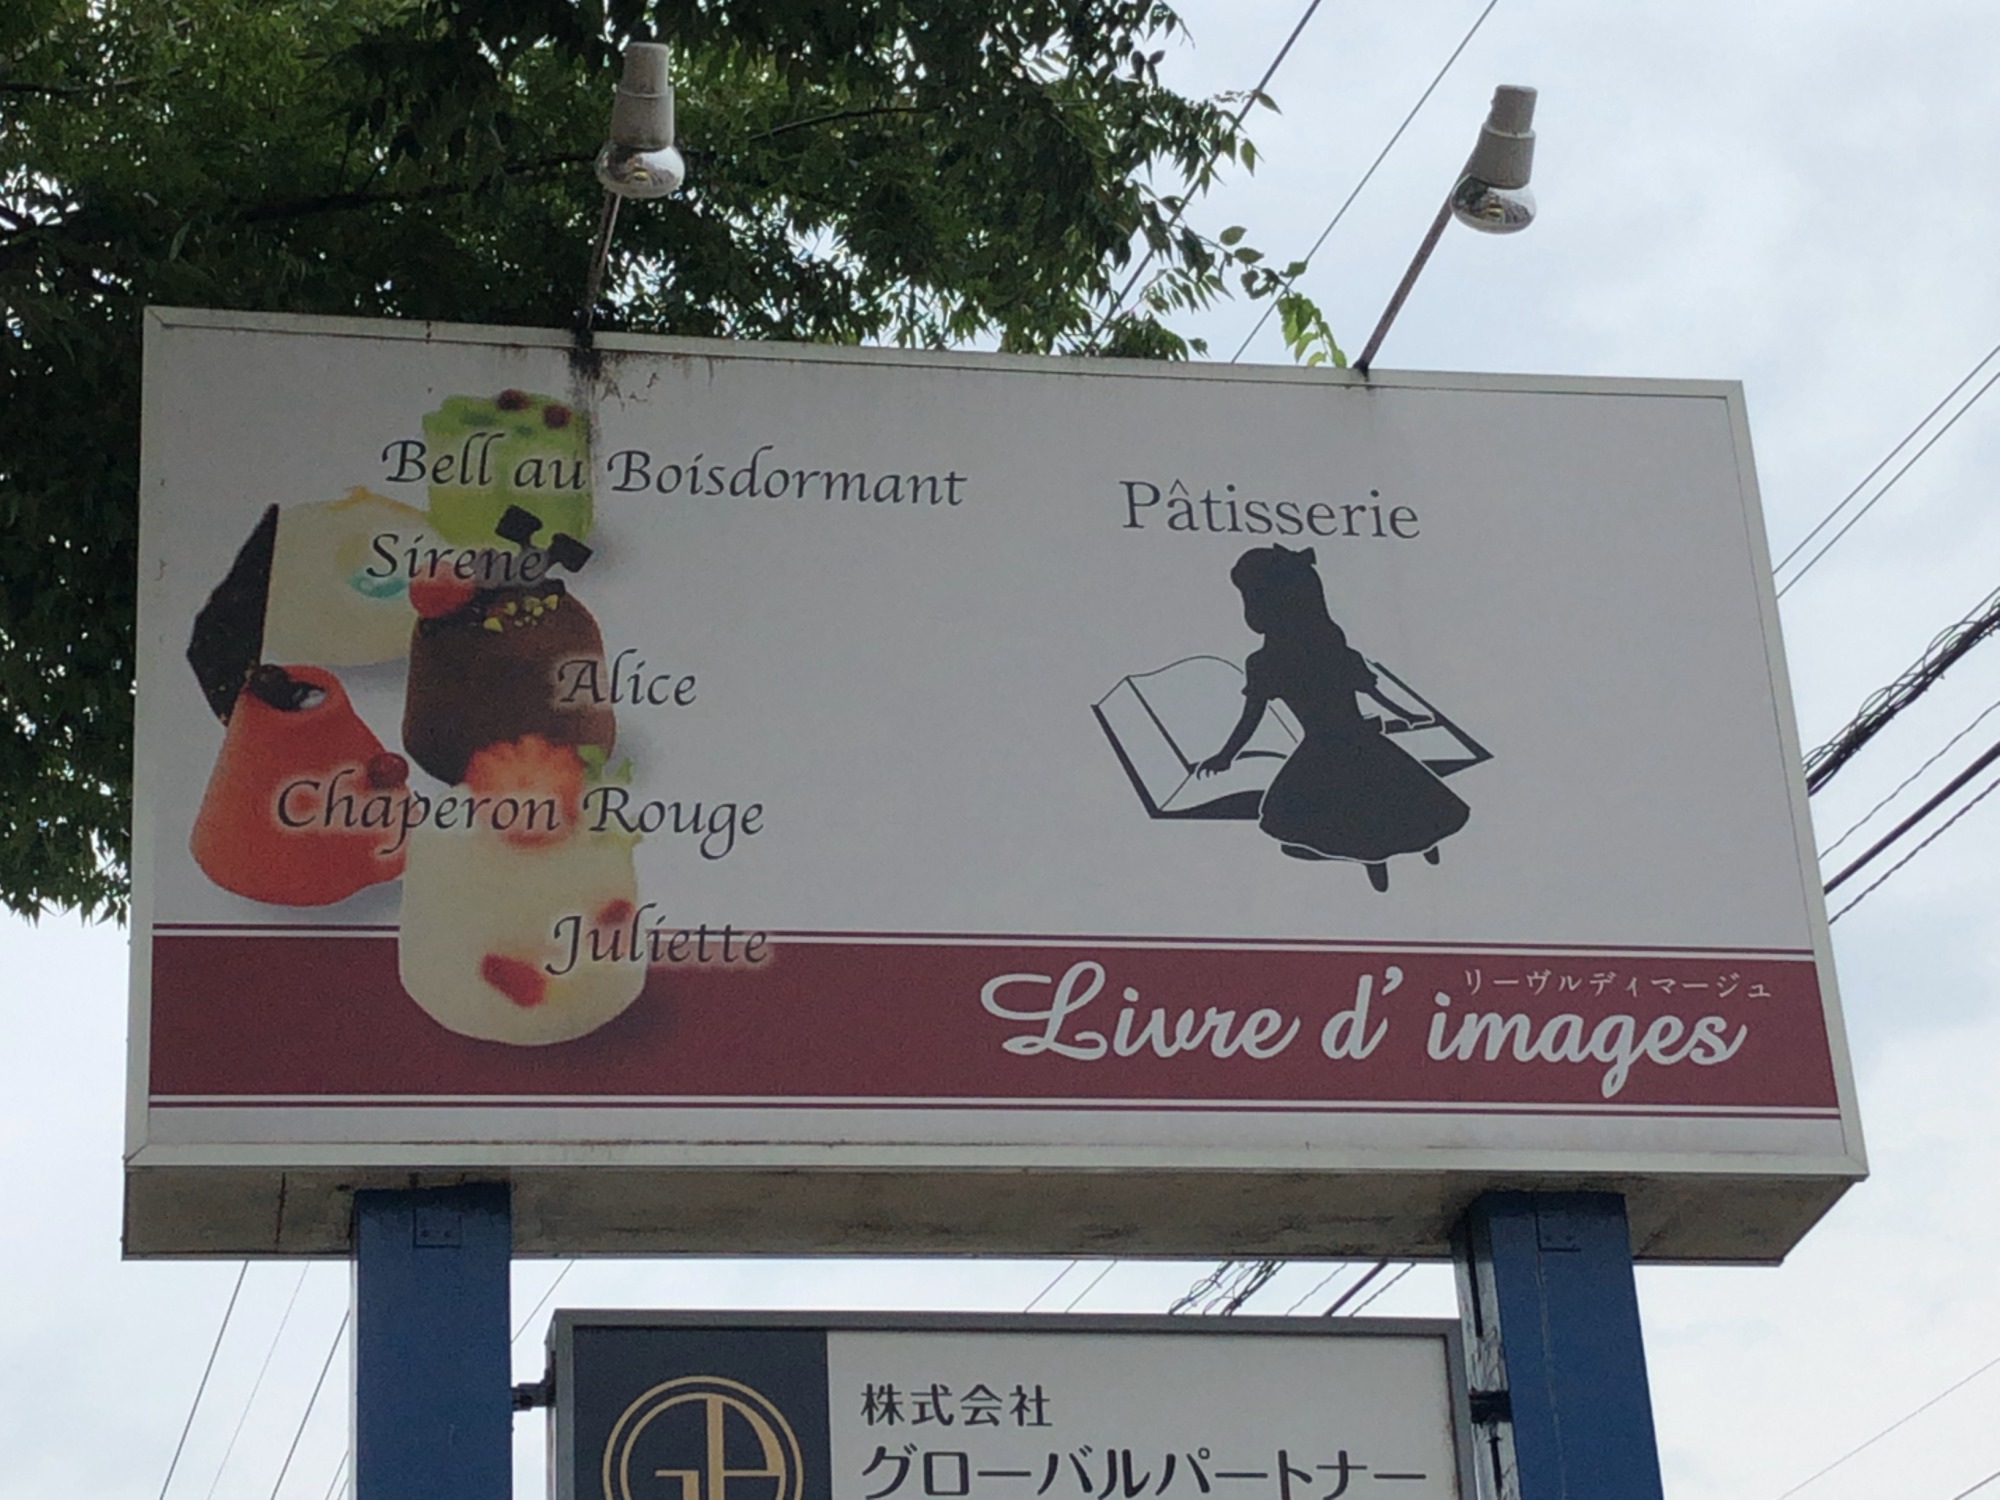 Bell au Boisdormant
Sirene
Alice
Chaperon Rouge
Juliette
Pâtisserie
リーヴルディマージュ
Livre d' images
株式会社
グローバルパートナー